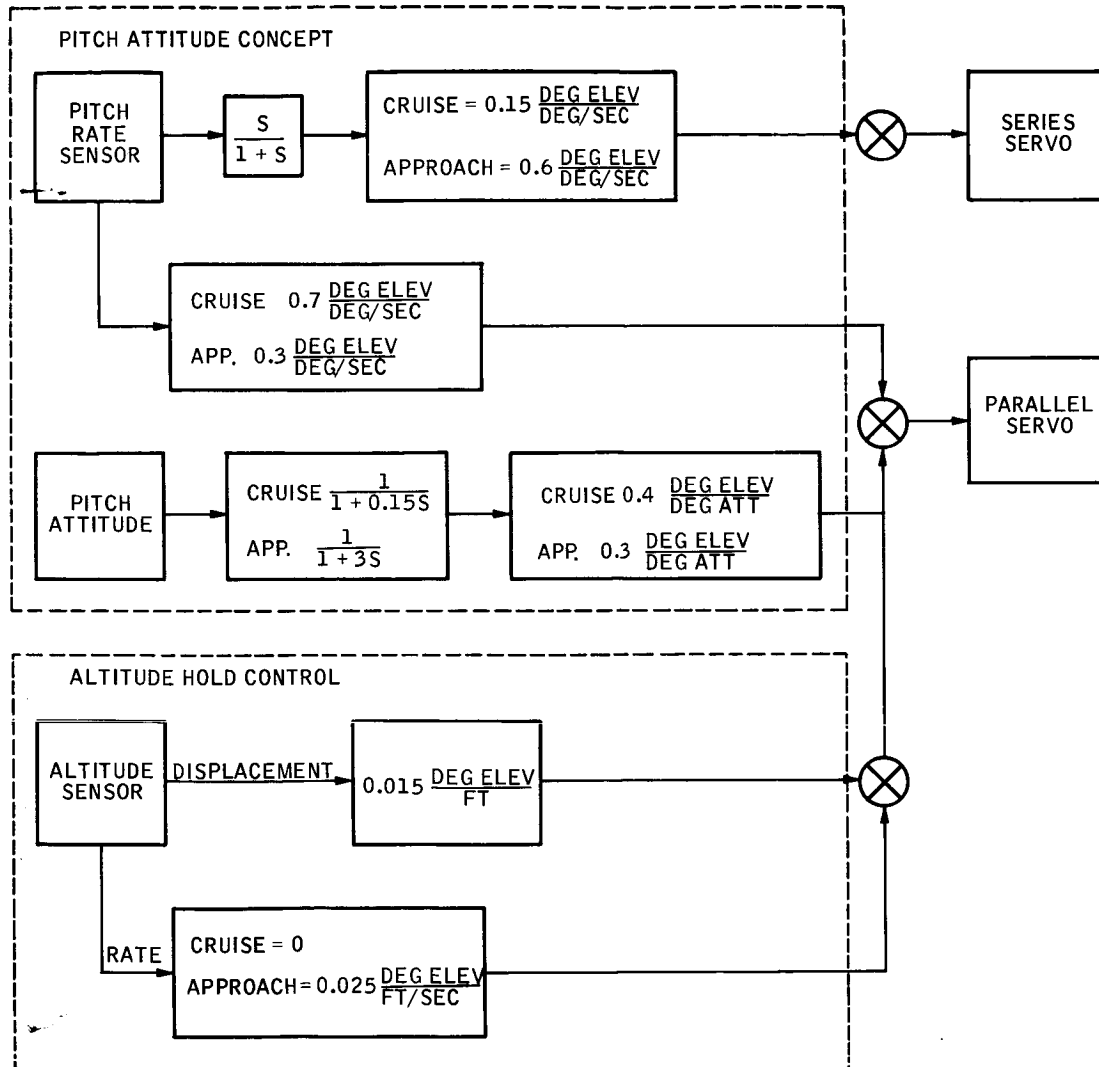 PITCH ATTITUDE CONCEPT
PITCH
RATE
SENSOR
S
1 + S
CRUISE = 0.15 DEG ELEV
DEG/SEC
APPROACH = 0.6 DEG ELEV
DEG/SEC
SERIES
SERVO
CRUISE 0.7 DEG ELEV
DEG/SEC
APP. 0.3 DEG ELEV
DEG/SEC
PARALLEL
SERVO
PITCH
ATTITUDE
CRUISE 1
1 + 0.15S
APP. 1
1 + 3S
CRUISE 0.4 DEG ELEV
DEG ATT
APP. 0.3 DEG ELEV
DEG ATT
ALTITUDE HOLD CONTROL
ALTITUDE
SENSOR
DISPLACEMENT
0.015 DEG ELEV
FT
RATE
CRUISE = 0
APPROACH = 0.025 DEG ELEV
FT/SEC